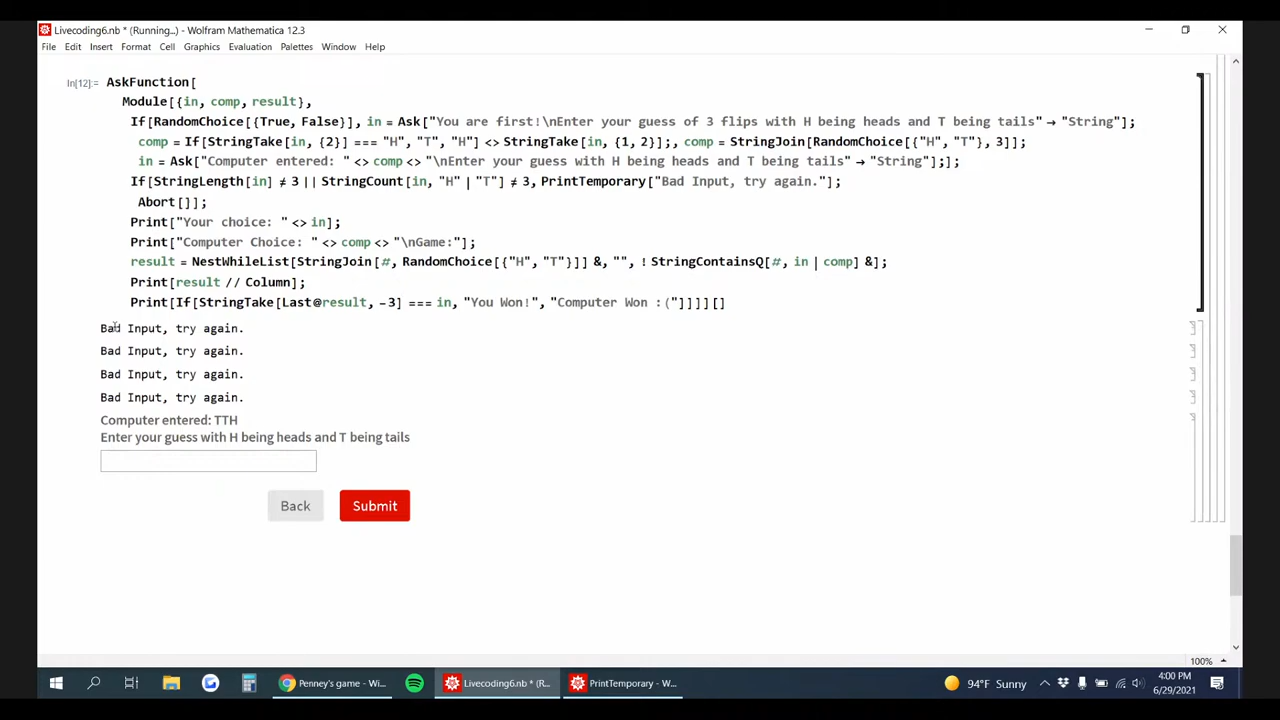 Livecoding6.nb * (Running...) - Wolfram Mathematica 12.3
File Edit Insert Format Cell Graphics Evaluation Palettes Window Help
In[12]:= AskFunction[
Module[{in, comp, result},
If[RandomChoice[{True, False}], in = Ask["You are first!\nEnter your guess of 3 flips with H being heads and T being tails" → "String"];
comp = If[StringTake[in, {2}] === "H", "T", "H"] <> StringTake[in, {1, 2}];, comp = StringJoin[RandomChoice[{"H", "T"}, 3]];
in = Ask["Computer entered: " <> comp <> "\nEnter your guess with H being heads and T being tails" → "String"];];
If[StringLength[in] ≠ 3 || StringCount[in, "H" | "T"] ≠ 3, PrintTemporary["Bad Input, try again."];
Abort[]];
Print["Your choice: " <> in];
Print["Computer Choice: " <> comp <> "\nGame:"];
result = NestWhileList[StringJoin[#, RandomChoice[{"H", "T"}]] &, "", ! StringContainsQ[#, in | comp] &];
Print[result // Column];
Print[If[StringTake[Last@result, -3] === in, "You Won!", "Computer Won :("]]]][]
Bad Input, try again.
Bad Input, try again.
Bad Input, try again.
Bad Input, try again.
Computer entered: TTH
Enter your guess with H being heads and T being tails
Back Submit
100%
Penney's game - Wi... Livecoding6.nb * (R... PrintTemporary - W... 94°F Sunny 4:00 PM
6/29/2021